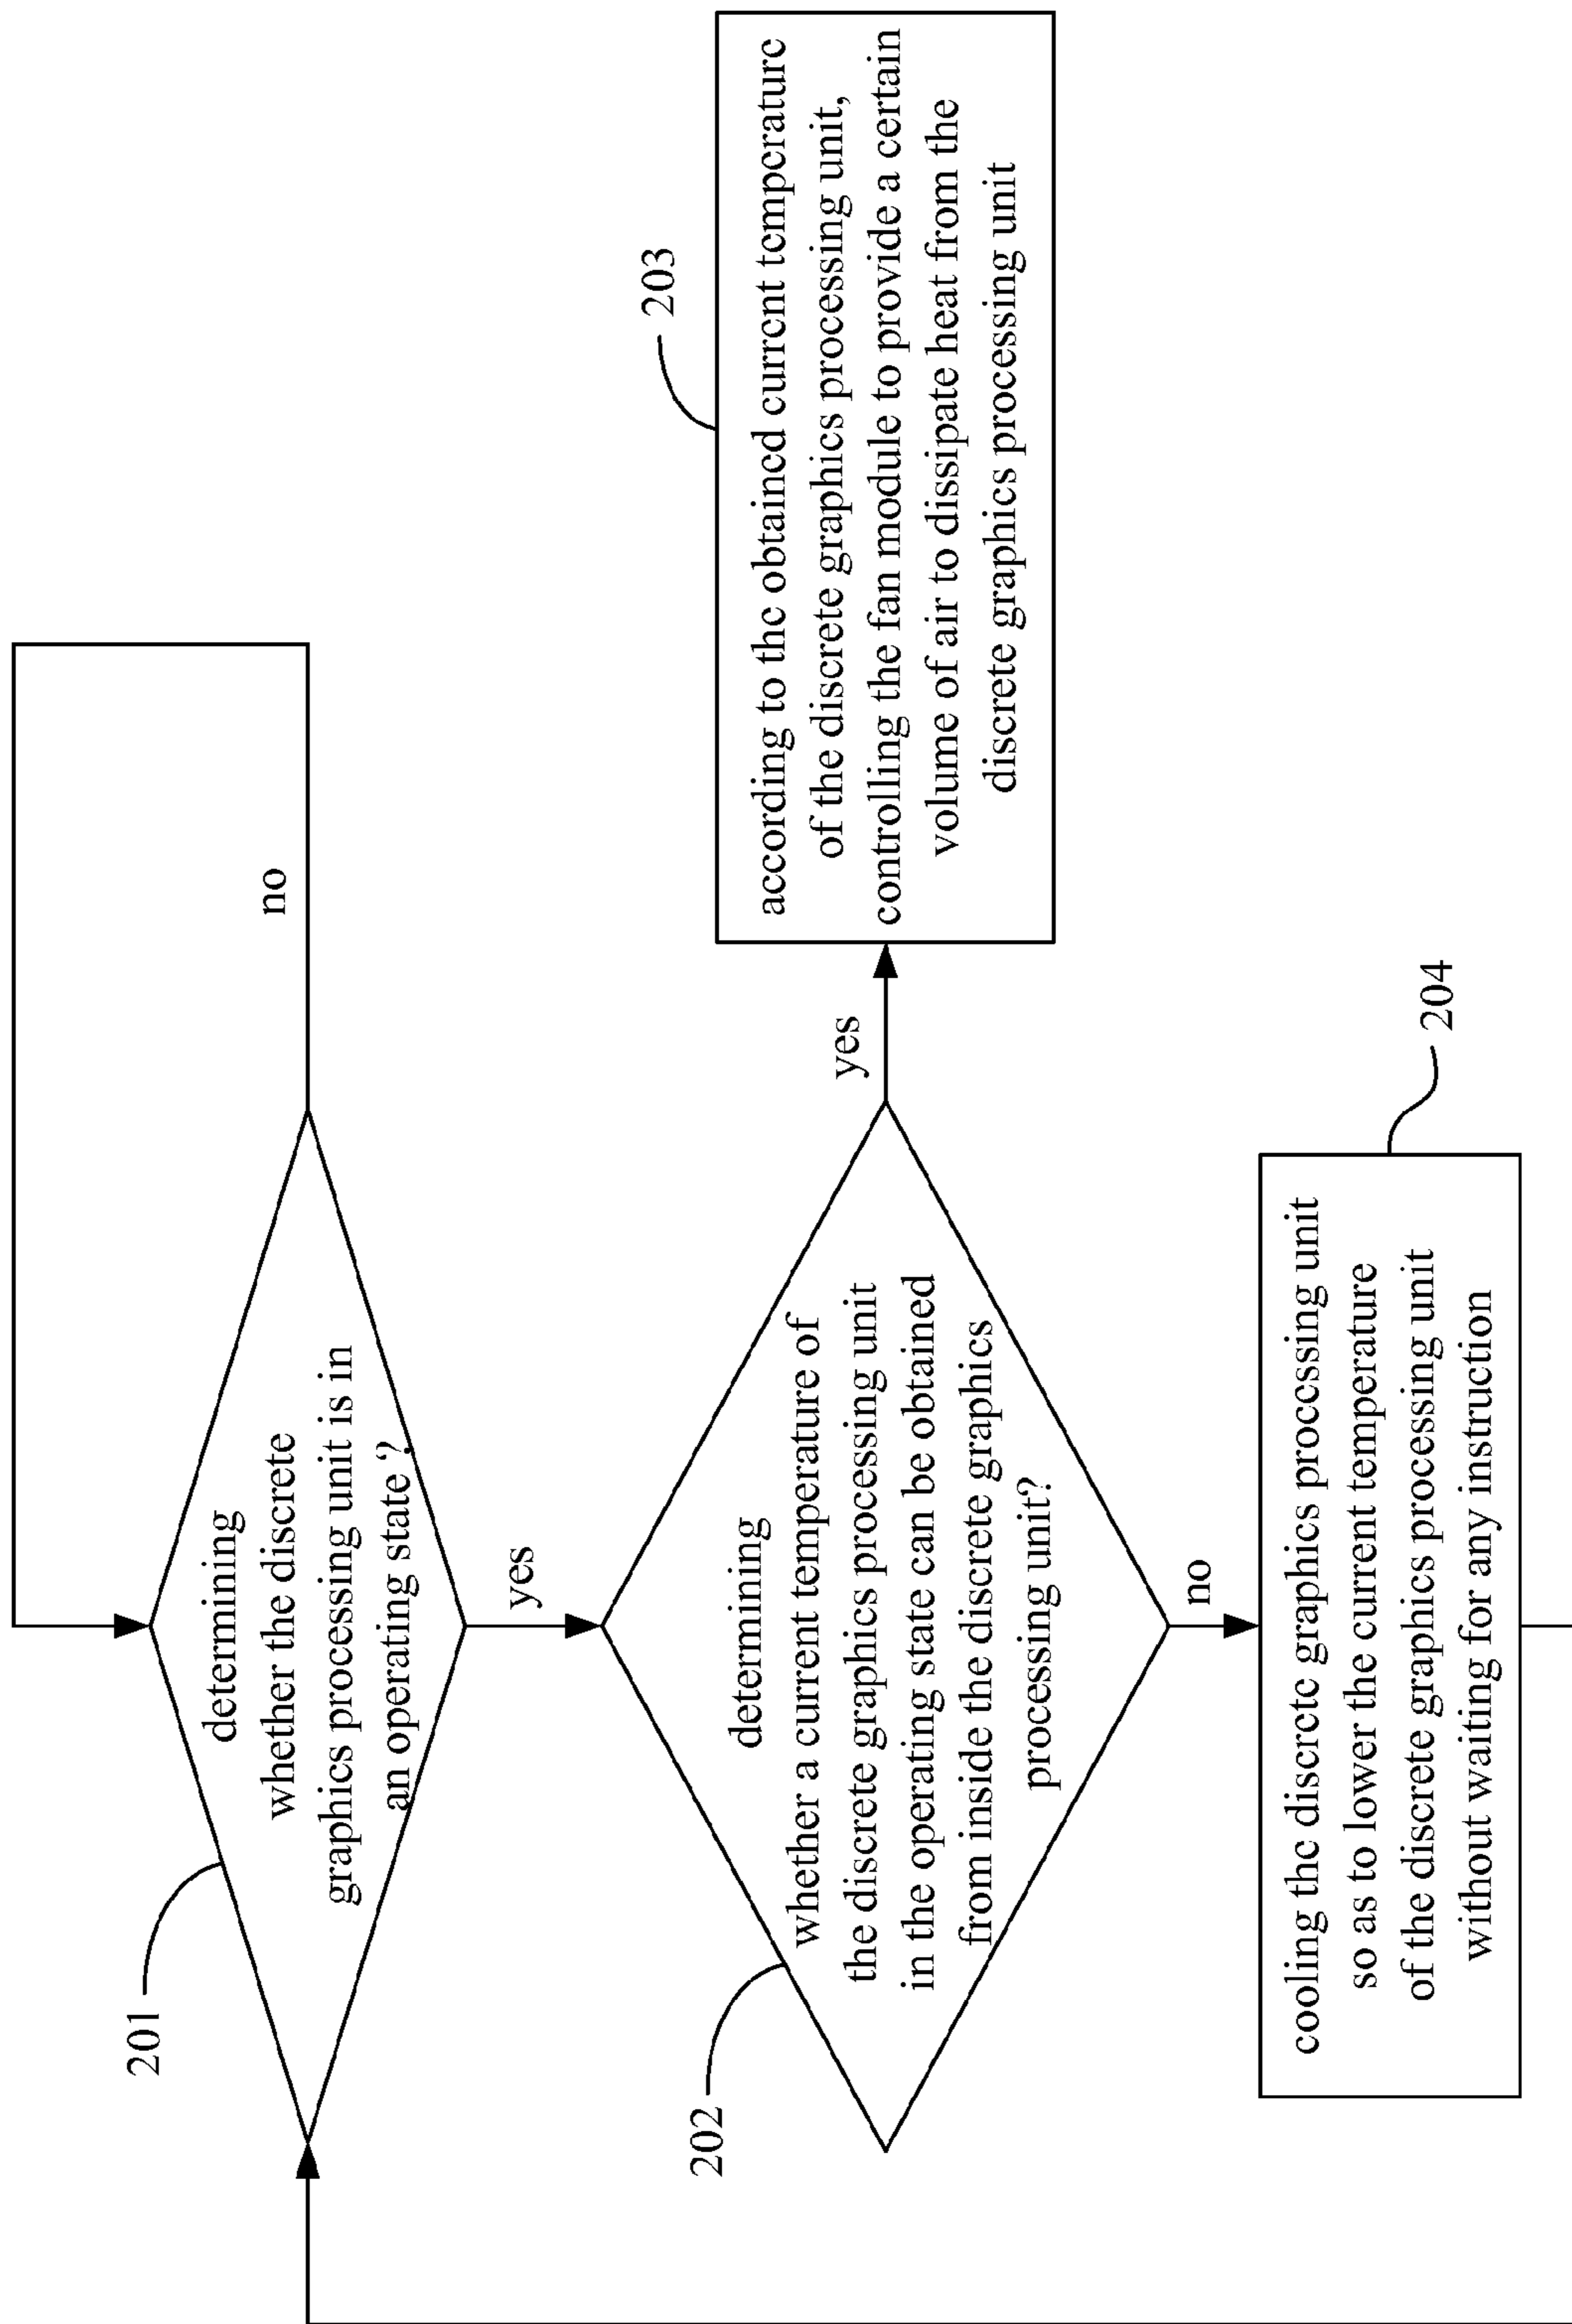 201
determining
whether the discrete
graphics processing unit is in
an operating state ?
no
yes
202
determining
whether a current temperature of
the discrete graphics processing unit
in the operating state can be obtained
from inside the discrete graphics
processing unit?
yes
203
according to the obtained current temperature
of the discrete graphics processing unit,
controlling the fan module to provide a certain
volume of air to dissipate heat from the
discrete graphics processing unit
no
204
cooling the discrete graphics processing unit
so as to lower the current temperature
of the discrete graphics processing unit
without waiting for any instruction